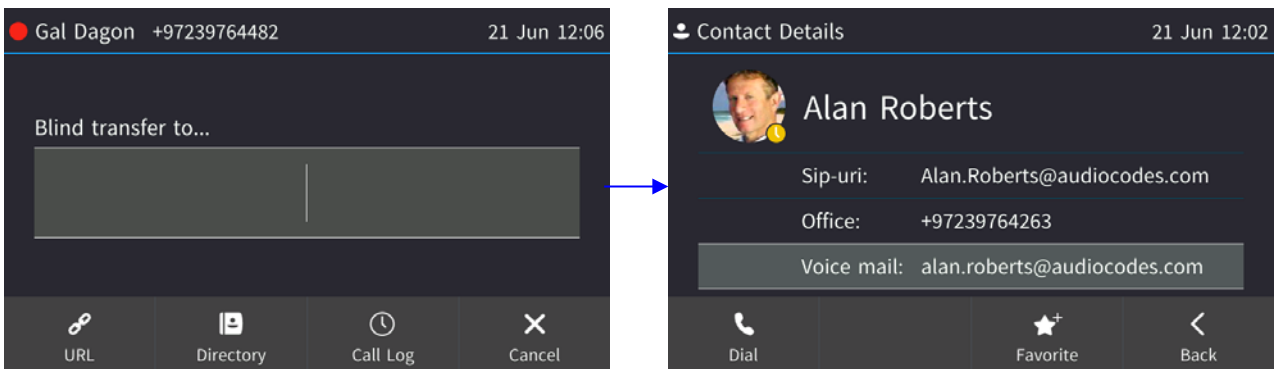 Gal Dagon +97239764482 21 Jun 12:06
Blind transfer to...
URL Directory Call Log Cancel
Contact Details 21 Jun 12:02
Alan Roberts
Sip-uri: Alan.Roberts@audiocodes.com
Office: +97239764263
Voice mail: alan.roberts@audiocodes.com
Dial Favorite Back